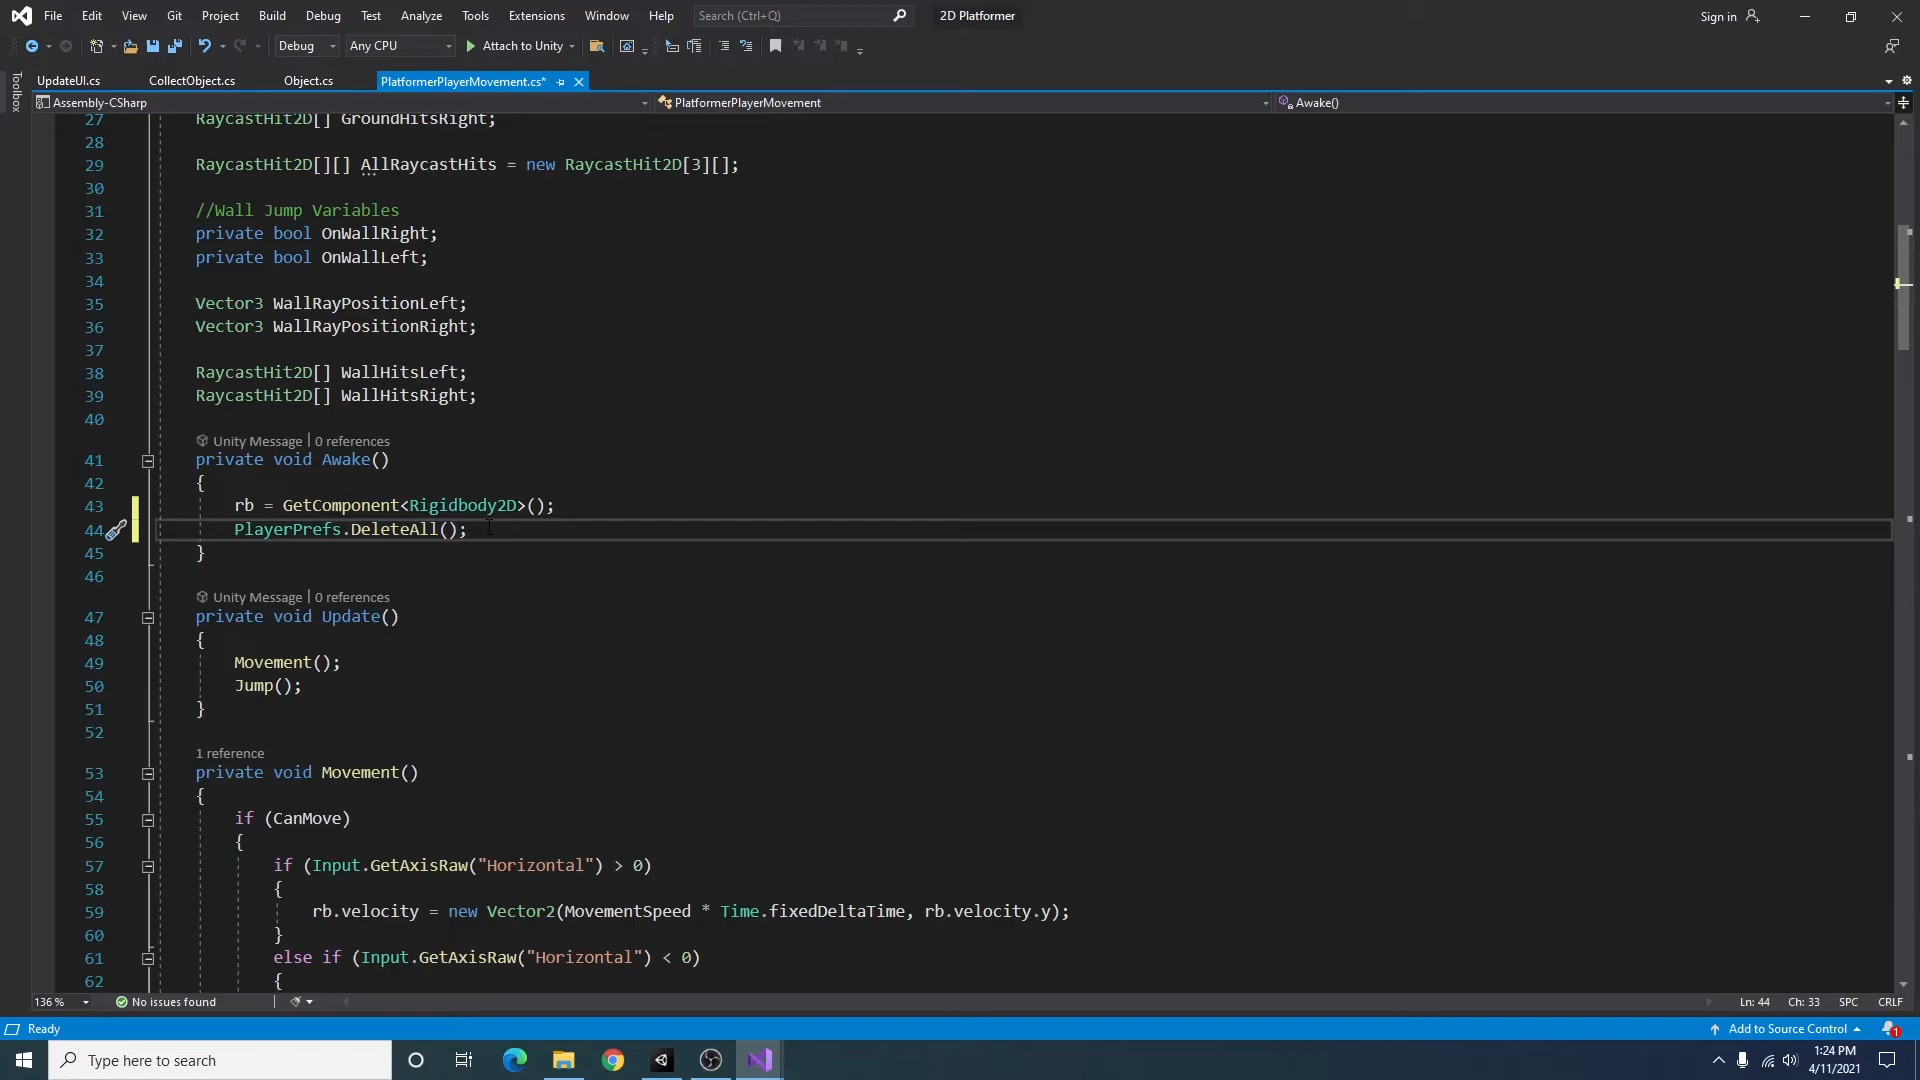 File Edit View Git Project Build Debug Test Analyze Tools Extensions Window Help Search (Ctrl+Q) 2D Platformer Sign in
Debug Any CPU Attach to Unity
Toolbox
UpdateUI.cs CollectObject.cs Object.cs PlatformerPlayerMovement.cs*
Assembly-CSharp PlatformerPlayerMovement Awake()
27 RaycastHit2D[] GroundHitsRight;
28
29 RaycastHit2D[][] AllRaycastHits = new RaycastHit2D[3][];
30
31 //Wall Jump Variables
32 private bool OnWallRight;
33 private bool OnWallLeft;
34
35 Vector3 WallRayPositionLeft;
36 Vector3 WallRayPositionRight;
37
38 RaycastHit2D[] WallHitsLeft;
39 RaycastHit2D[] WallHitsRight;
40
Unity Message | 0 references
41 private void Awake()
42 {
43 rb = GetComponent<Rigidbody2D>();
44 PlayerPrefs.DeleteAll();
45 }
46
Unity Message | 0 references
47 private void Update()
48 {
49 Movement();
50 Jump();
51 }
52
1 reference
53 private void Movement()
54 {
55 if (CanMove)
56 {
57 if (Input.GetAxisRaw("Horizontal") > 0)
58 {
59 rb.velocity = new Vector2(MovementSpeed * Time.fixedDeltaTime, rb.velocity.y);
60 }
61 else if (Input.GetAxisRaw("Horizontal") < 0)
62 {
136 % No issues found Ln: 44 Ch: 33 SPC CRLF
Ready Add to Source Control 1
Type here to search 1:24 PM
4/11/2021